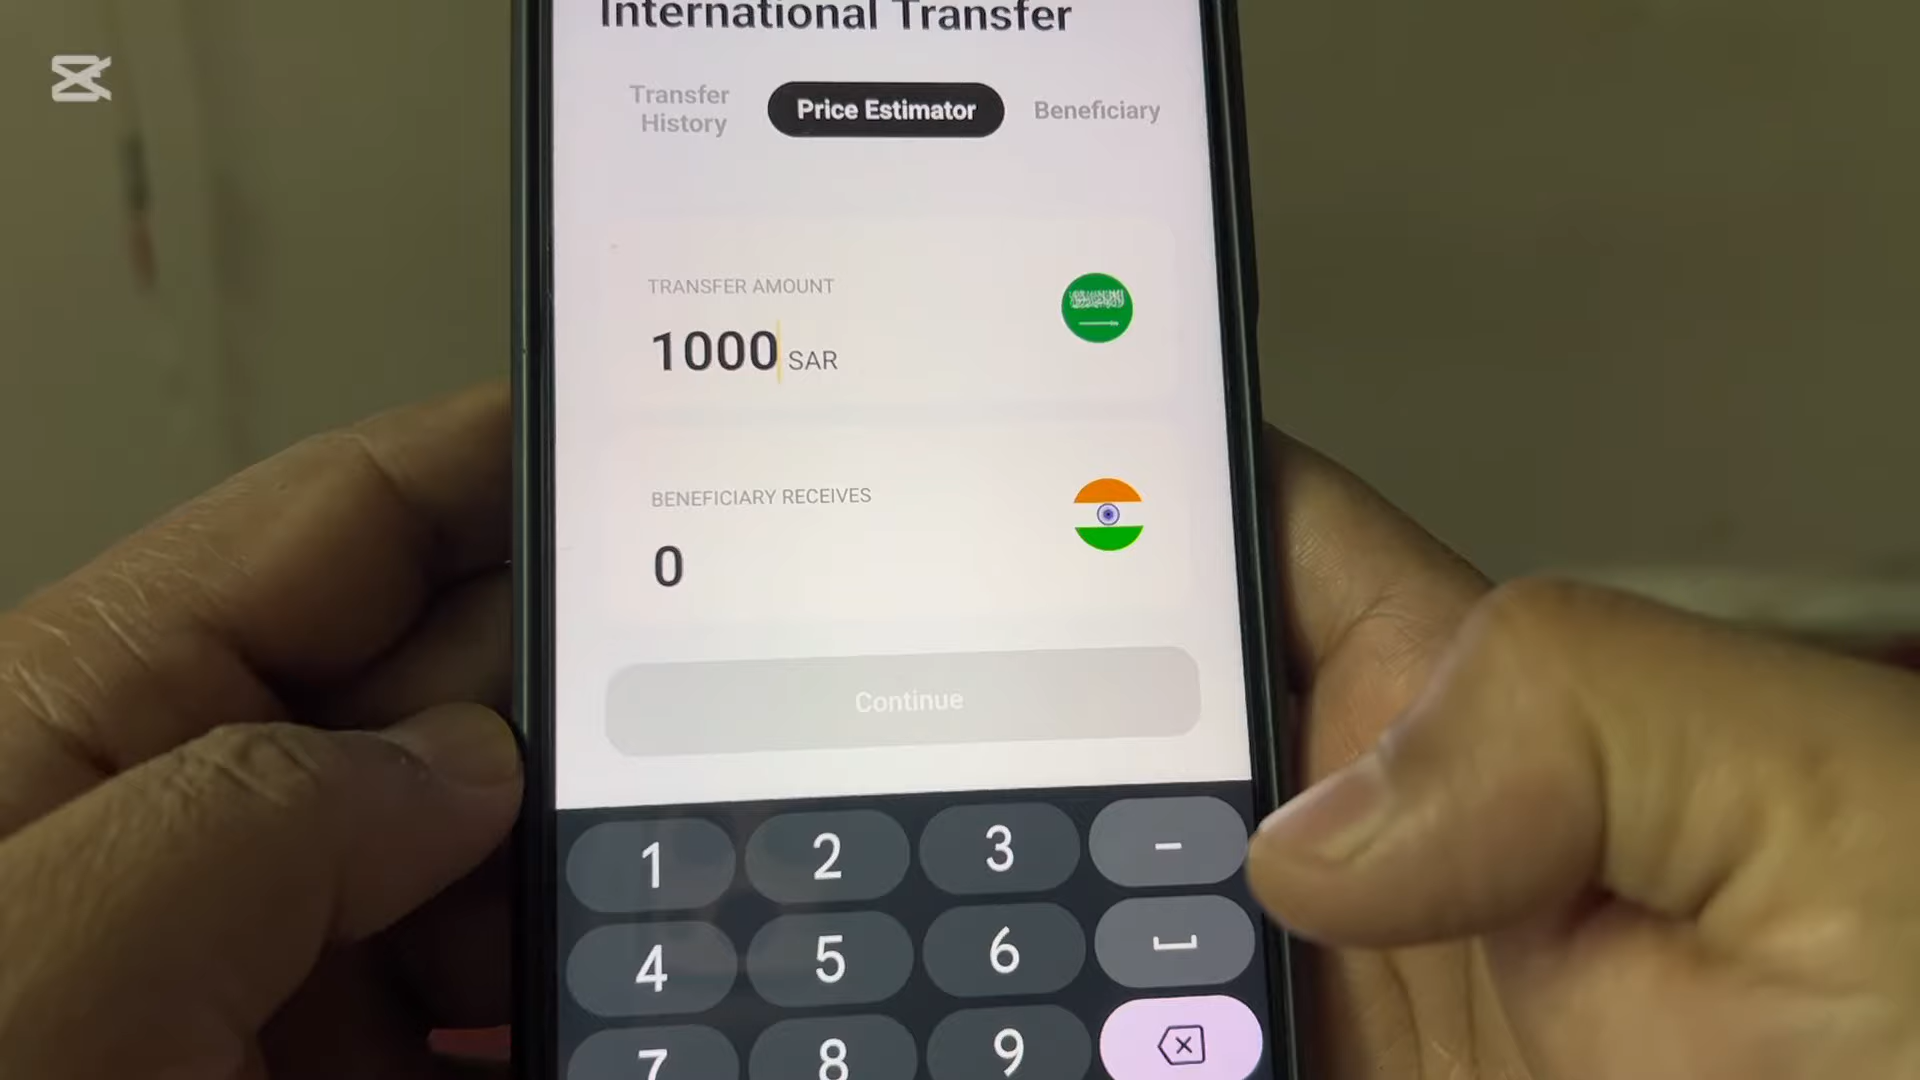 International Transfer
Transfer
History
Price Estimator
Beneficiary
TRANSFER AMOUNT
1000 SAR
BENEFICIARY RECEIVES
0
Continue
1 2 3 -
4 5 6
7 8 9